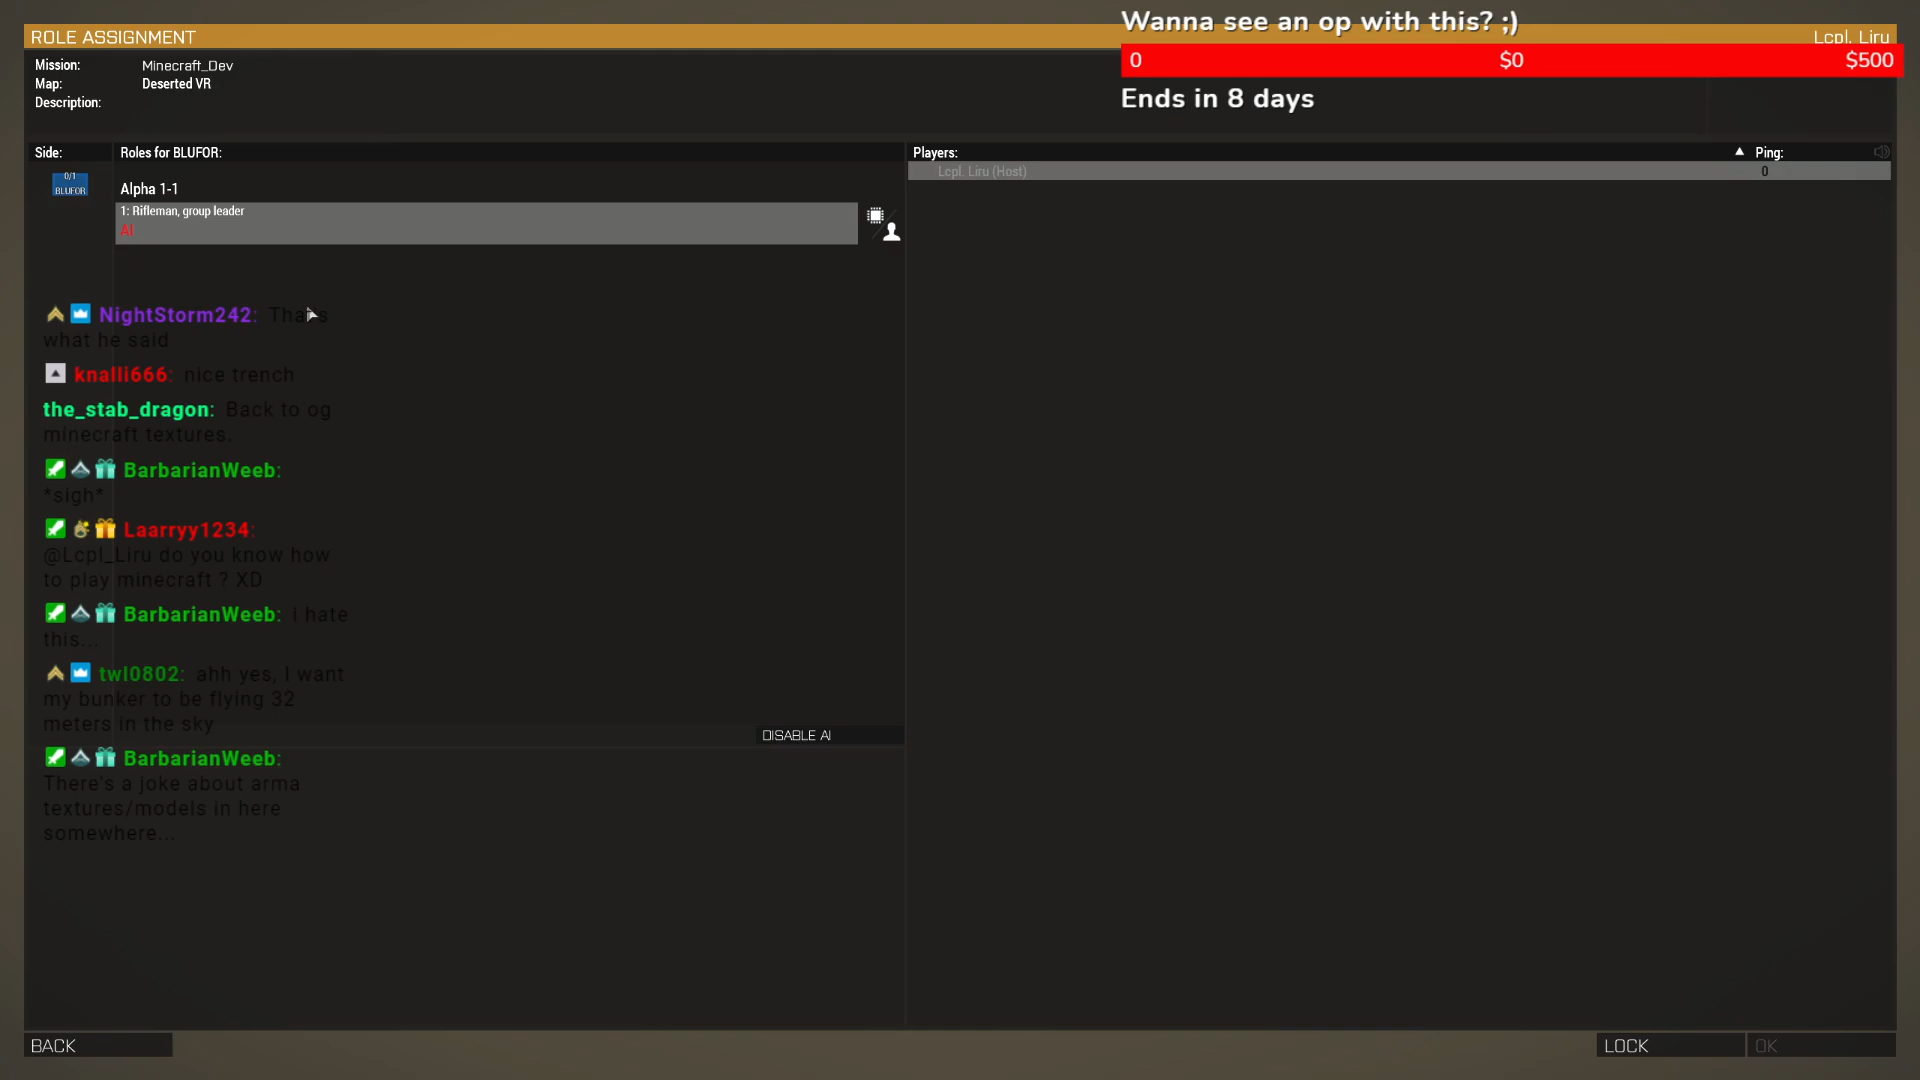 Wanna see an op with this? ;)
ROLE ASSIGNMENT
Lcpl. Liru
0 $0 $500
Mission: Minecraft_Dev
Map: Deserted VR
Description:
Ends in 8 days
Side: Roles for BLUFOR:
Players: Ping:
0/1
BLUFOR
Lcpl. Liru (Host) 0
Alpha 1-1
1: Rifleman, group leader
AI
NightStorm242: Thats
what he said
knalli666: nice trench
the_stab_dragon: Back to og
minecraft textures.
BarbarianWeeb:
*sigh*
Laarryy1234:
@Lcpl_Liru do you know how
to play minecraft ? XD
BarbarianWeeb: i hate
this...
twl0802: ahh yes, I want
my bunker to be flying 32
meters in the sky
DISABLE AI
BarbarianWeeb:
There's a joke about arma
textures/models in here
somewhere...
BACK LOCK OK